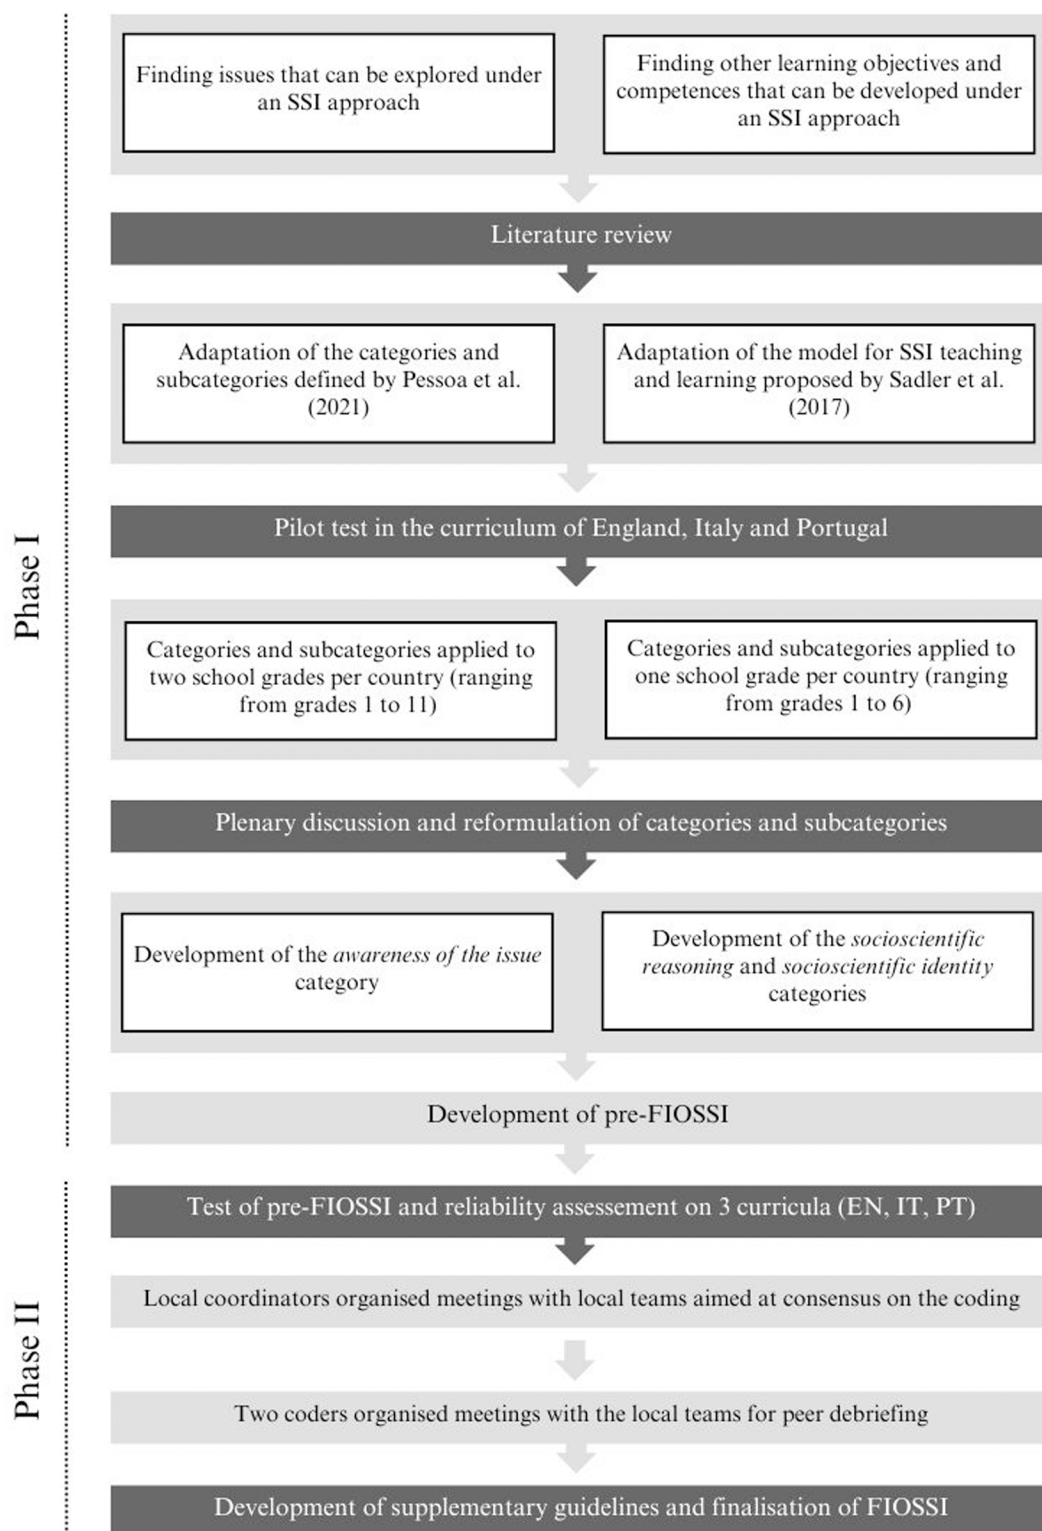 Phase I
Finding issues that can be explored under
an SSI approach
Finding other learning objectives and
competences that can be developed under
an SSI approach
Literature review
Adaptation of the categories and
subcategories defined by Pessoa et al.
(2021)
Adaptation of the model for SSI teaching
and learning proposed by Sadler et al.
(2017)
Pilot test in the curriculum of England, Italy and Portugal
Categories and subcategories applied to
two school grades per country (ranging
from grades 1 to 11)
Categories and subcategories applied to
one school grade per country (ranging
from grades 1 to 6)
Plenary discussion and reformulation of categories and subcategories
Development of the awareness of the issue
category
Development of the socioscientific
reasoning and socioscientific identity
categories
Development of pre-FIOSSI
Phase II
Test of pre-FIOSSI and reliability assessement on 3 curricula (EN, IT, PT)
Local coordinators organised meetings with local teams aimed at consensus on the coding
Two coders organised meetings with the local teams for peer debriefing
Development of supplementary guidelines and finalisation of FIOSSI